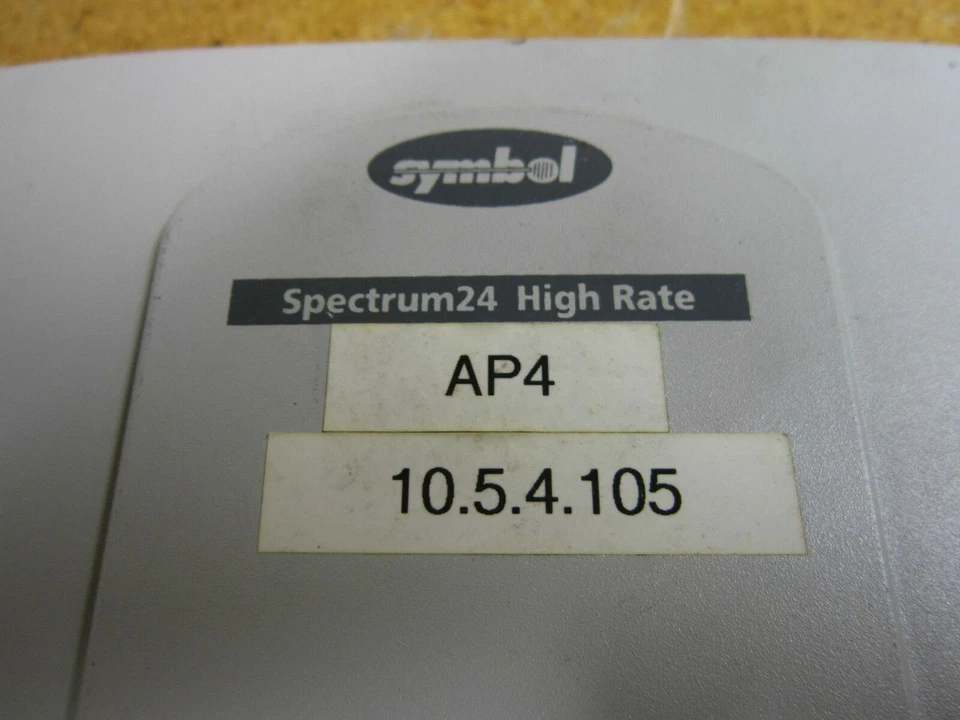 symbol
Spectrum24 High Rate
AP4
10.5.4.105